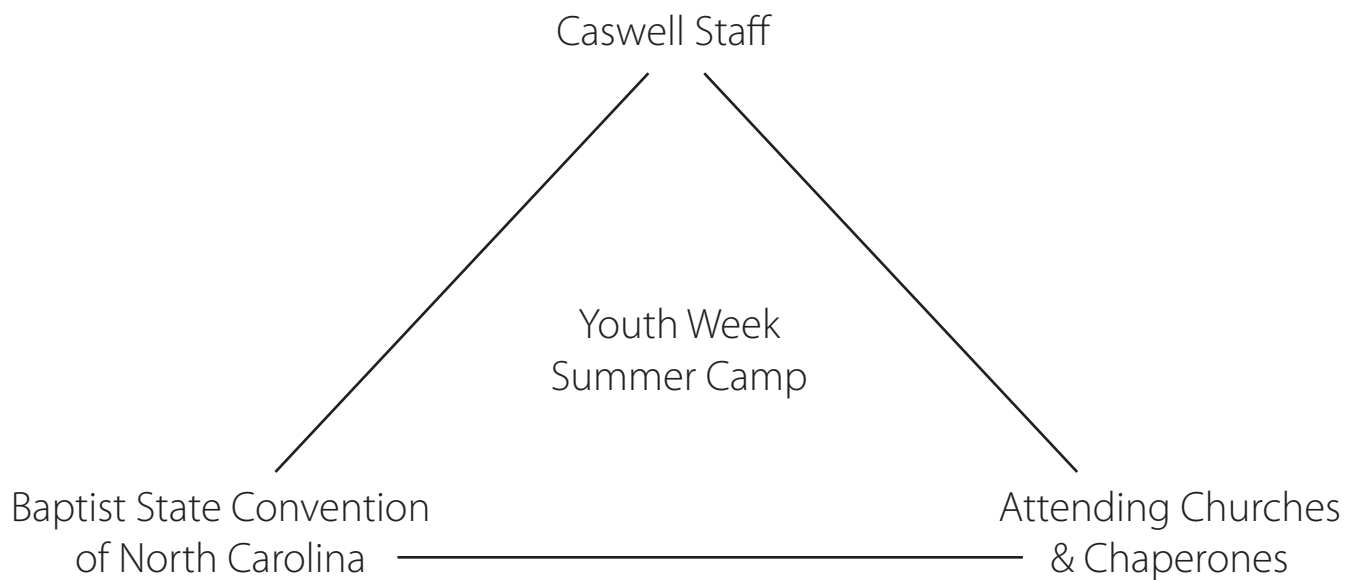 Caswell Staff
Youth Week
Summer Camp
Baptist State Convention
of North Carolina
Attending Churches
& Chaperones